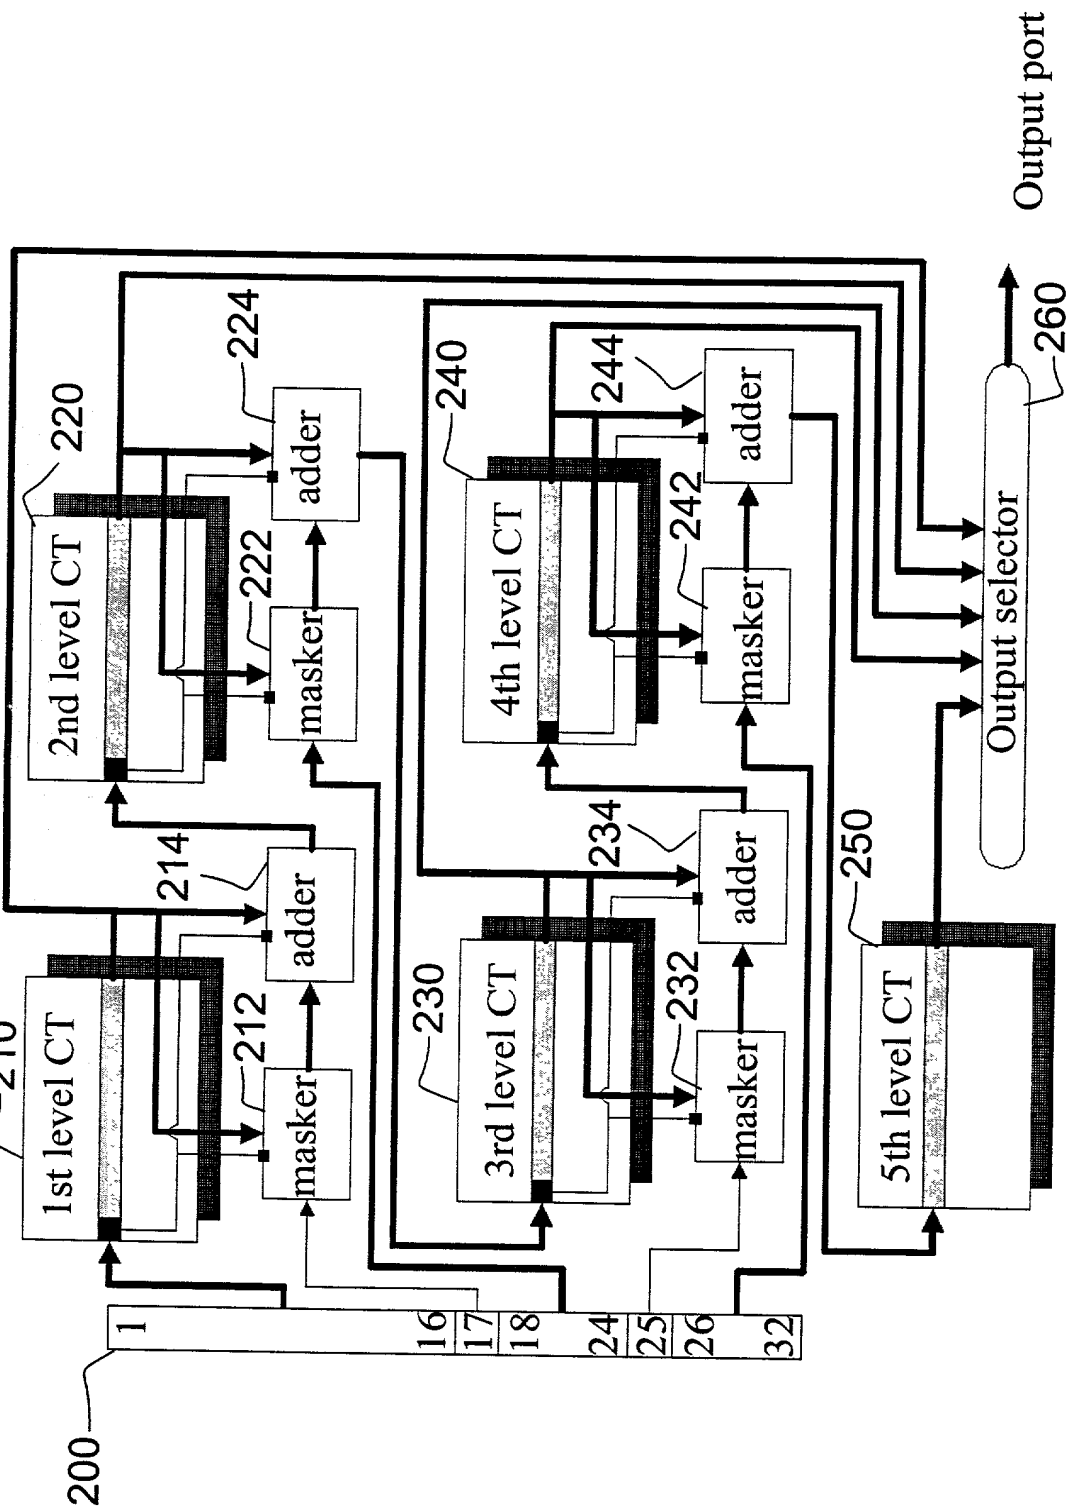 200
1
16
17
18
24
25
26
32
210
1st level CT
212
masker
214
adder
220
2nd level CT
222
masker
224
adder
230
3rd level CT
232
masker
234
adder
240
4th level CT
242
masker
244
adder
250
5th level CT
Output selector
260
Output port